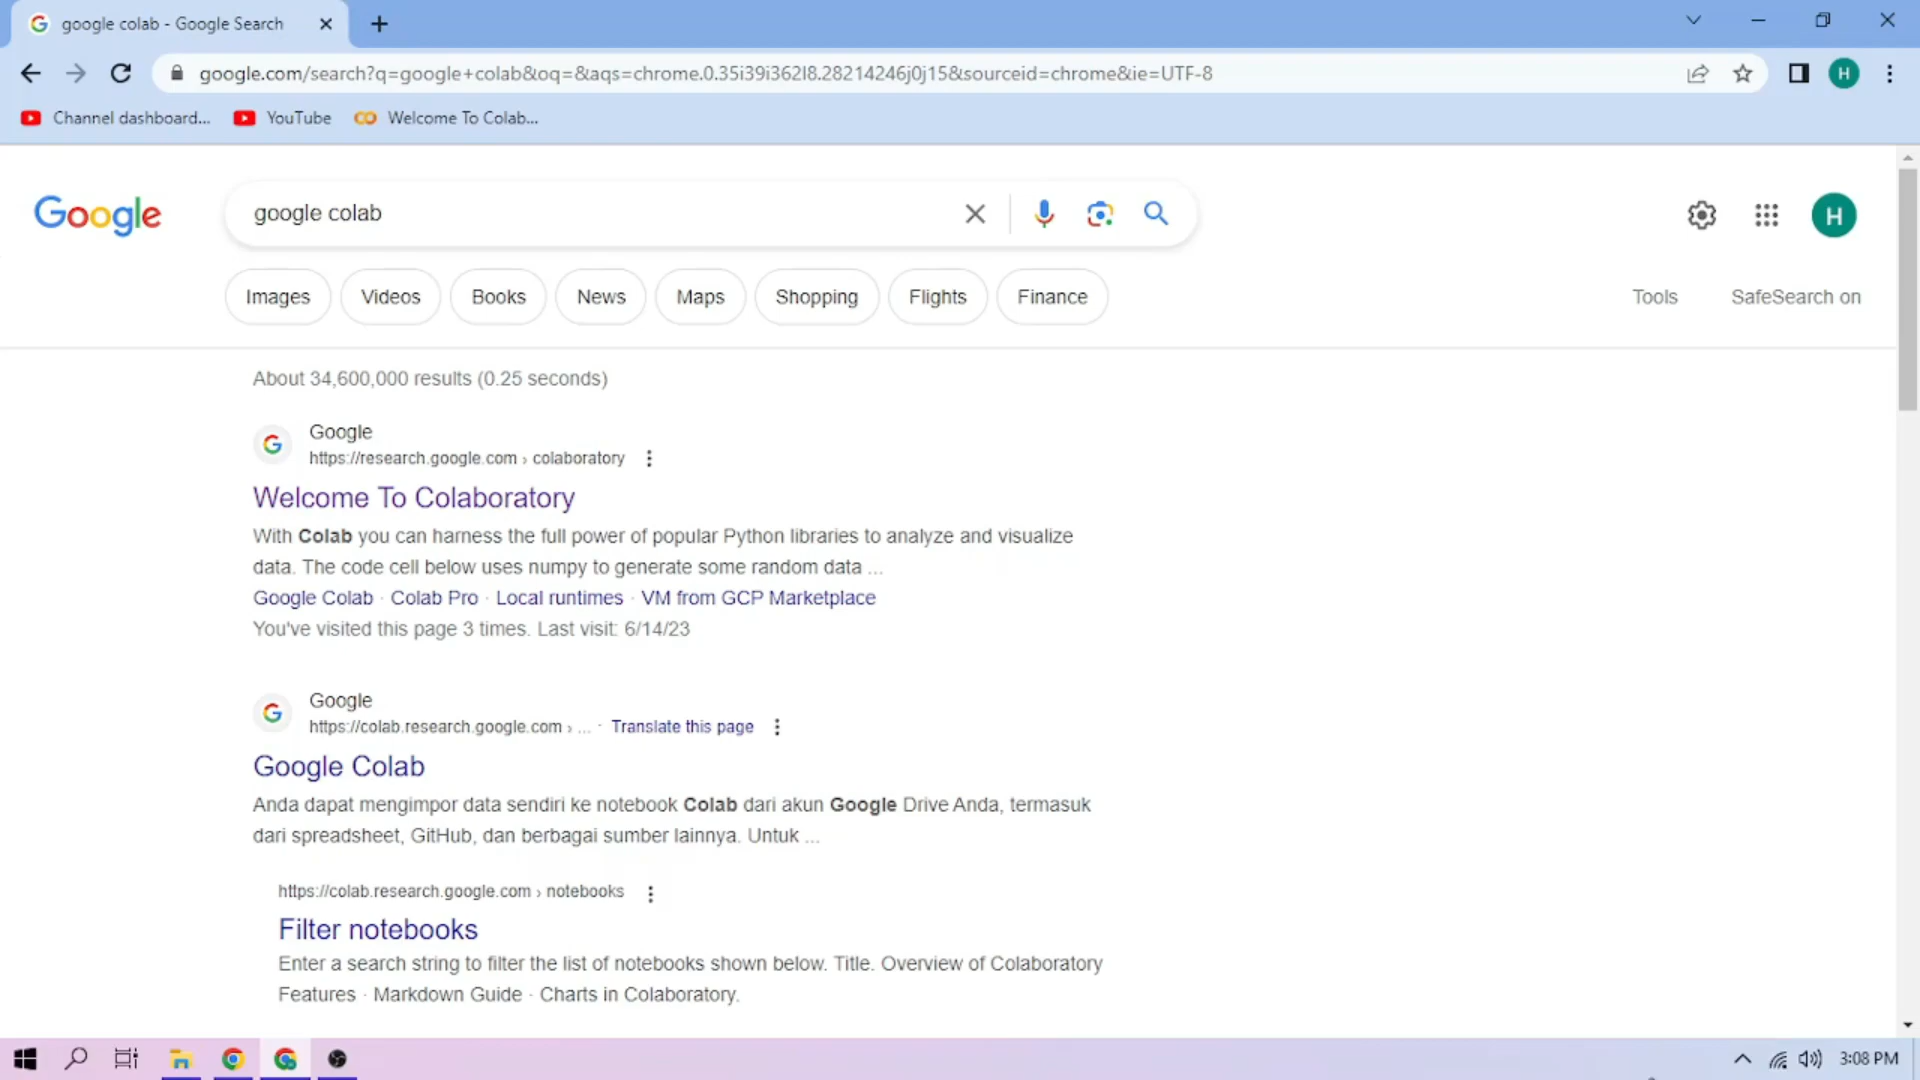 google colab - Google Search
google.com/search?q=google+colab&oq=&aqs=chrome.0.35i39i362l8.28214246j0j15&sourceid=chrome&ie=UTF-8
H
Channel dashboard...
YouTube
Welcome To Colab...
Google
google colab
H
Images
Videos
Books
News
Maps
Shopping
Flights
Finance
Tools
SafeSearch on
About 34,600,000 results (0.25 seconds)
Google
https://research.google.com › colaboratory
Welcome To Colaboratory
With Colab you can harness the full power of popular Python libraries to analyze and visualize
data. The code cell below uses numpy to generate some random data ...
Google Colab · Colab Pro · Local runtimes · VM from GCP Marketplace
You've visited this page 3 times. Last visit: 6/14/23
Google
https://colab.research.google.com › ... · Translate this page
Google Colab
Anda dapat mengimpor data sendiri ke notebook Colab dari akun Google Drive Anda, termasuk
dari spreadsheet, GitHub, dan berbagai sumber lainnya. Untuk ...
https://colab.research.google.com › notebooks
Filter notebooks
Enter a search string to filter the list of notebooks shown below. Title. Overview of Colaboratory
Features · Markdown Guide · Charts in Colaboratory.
3:08 PM